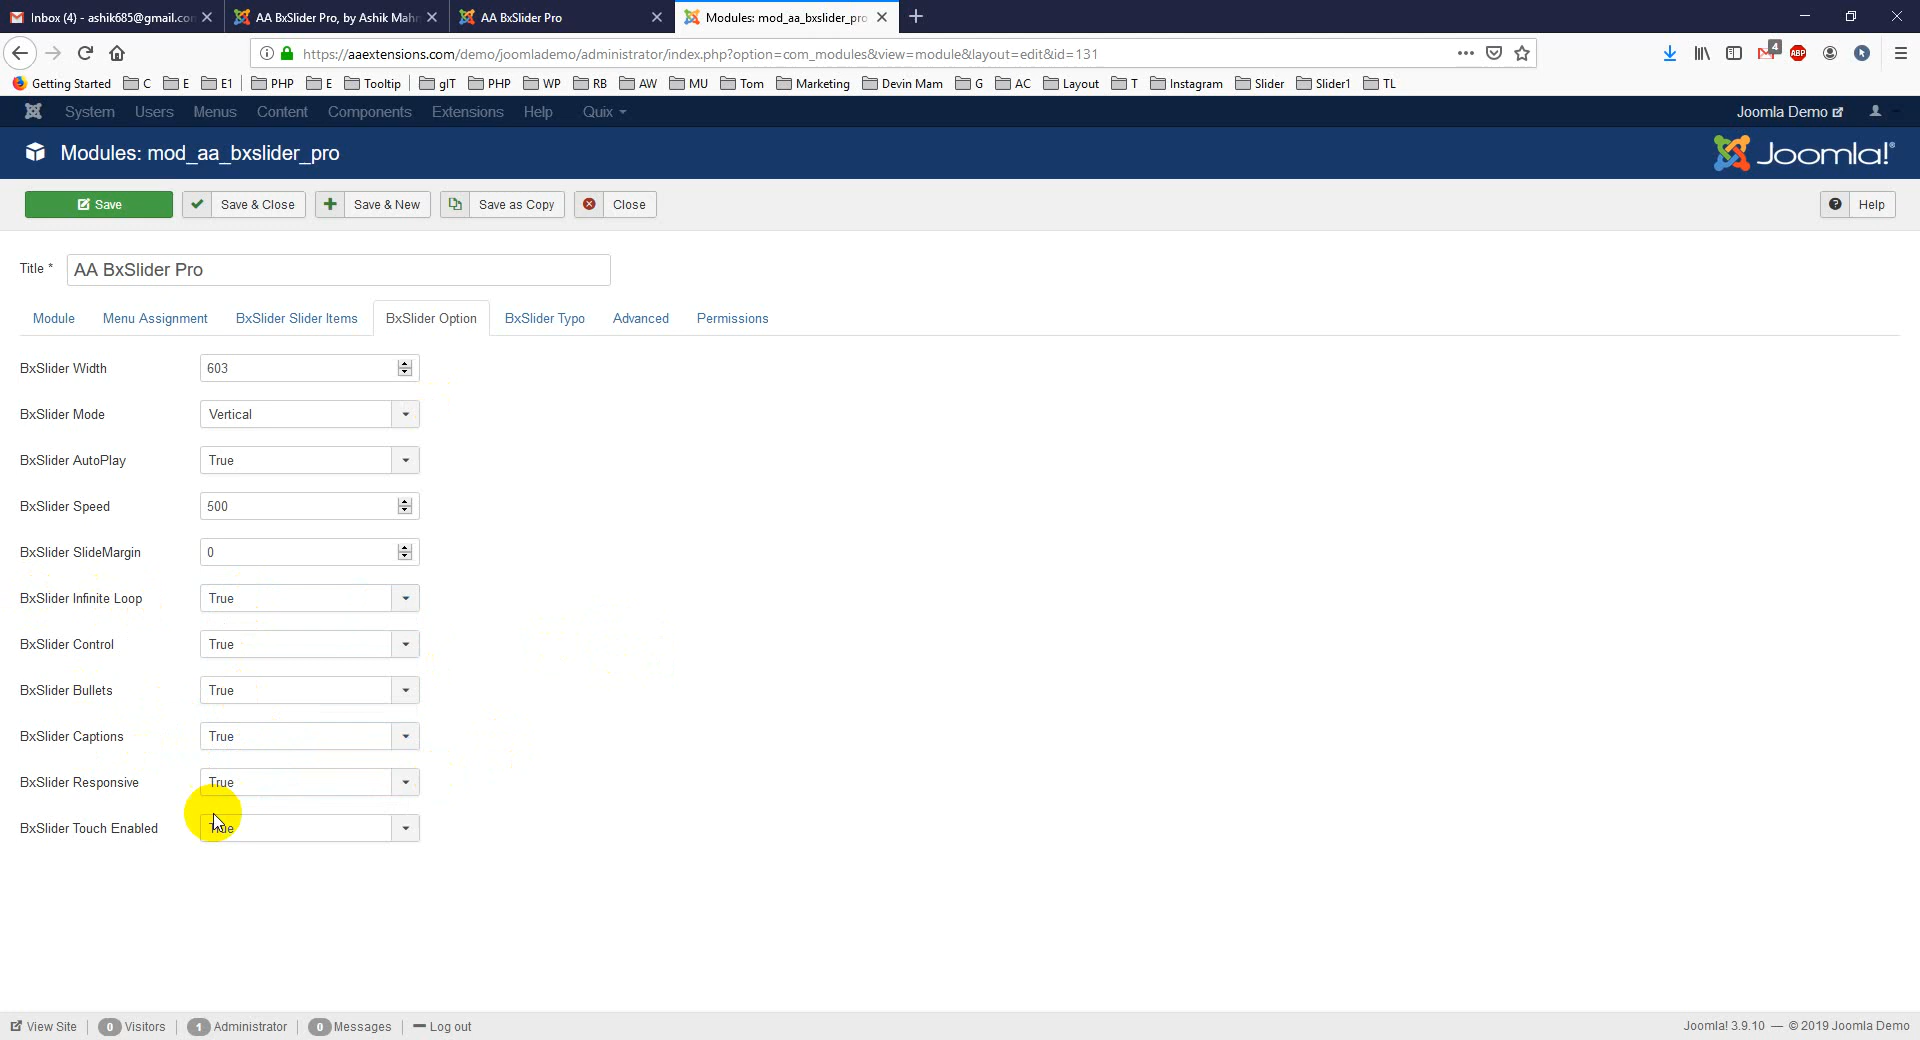 Inbox (4) - ashik685@gmail.con
AA BxSlider Pro, by Ashik Mahn
AA BxSlider Pro
Modules: mod_aa_bxslider_pro
https://aaextensions.com/demo/joomlademo/administrator/index.php?option=com_modules&view=module&layout=edit&id=131
4
ABP
Getting Started C E E1 PHP E Tooltip gIT PHP WP RB AW MU Tom Marketing Devin Mam G AC Layout T Instagram Slider Slider1 TL
System Users Menus Content Components Extensions Help Quix Joomla Demo
Modules: mod_aa_bxslider_pro Joomla!®
Save Save & Close Save & New Save as Copy Close Help
Title * AA BxSlider Pro
Module Menu Assignment BxSlider Slider Items BxSlider Option BxSlider Typo Advanced Permissions
BxSlider Width 603
BxSlider Mode Vertical
BxSlider AutoPlay True
BxSlider Speed 500
BxSlider SlideMargin 0
BxSlider Infinite Loop True
BxSlider Control True
BxSlider Bullets True
BxSlider Captions True
BxSlider Responsive True
BxSlider Touch Enabled True
View Site 0 Visitors 1 Administrator 0 Messages Log out Joomla! 3.9.10 — © 2019 Joomla Demo